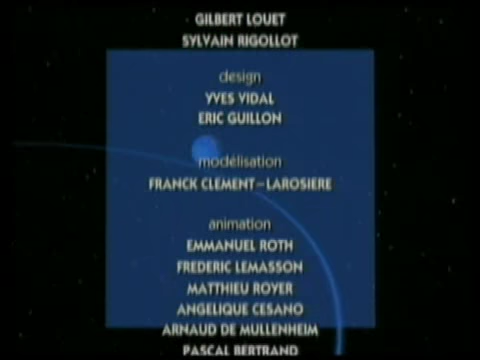 GILBERT LOUET
SYLVAIN RIGOLLOT
design
YVES VIDAL
ERIC GUILLON
modélisation
FRANCK CLEMENT-LAROSIERE
animation
EMMANUEL ROTH
FREDERIC LEMASSON
MATTHIEU ROYER
ANGELIQUE CESANO
ARNAUD DE MULLENHEIM
PASCAL BERTRAND